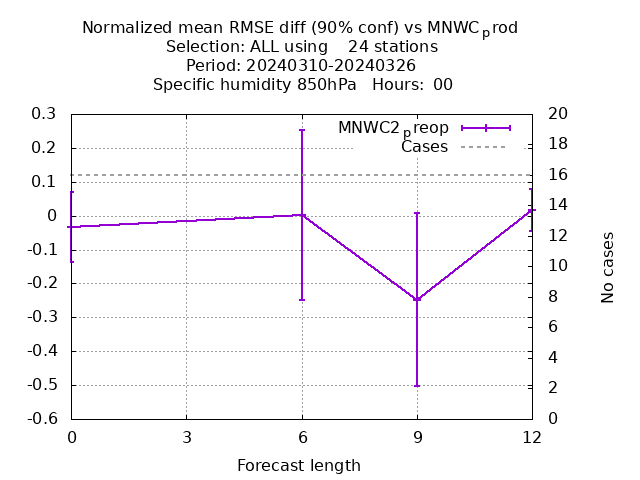 Normalized mean RMSE diff (90% conf) vs MNWCprod
Selection: ALL using    24 stations
Period: 20240310-20240326
Specific humidity 850hPa   Hours:  00
MNWC2preop
Cases
0.3
0.2
0.1
0
-0.1
-0.2
-0.3
-0.4
-0.5
-0.6
20
18
16
14
12
10
8
6
4
2
0
No cases
0 3 6 9 12
Forecast length